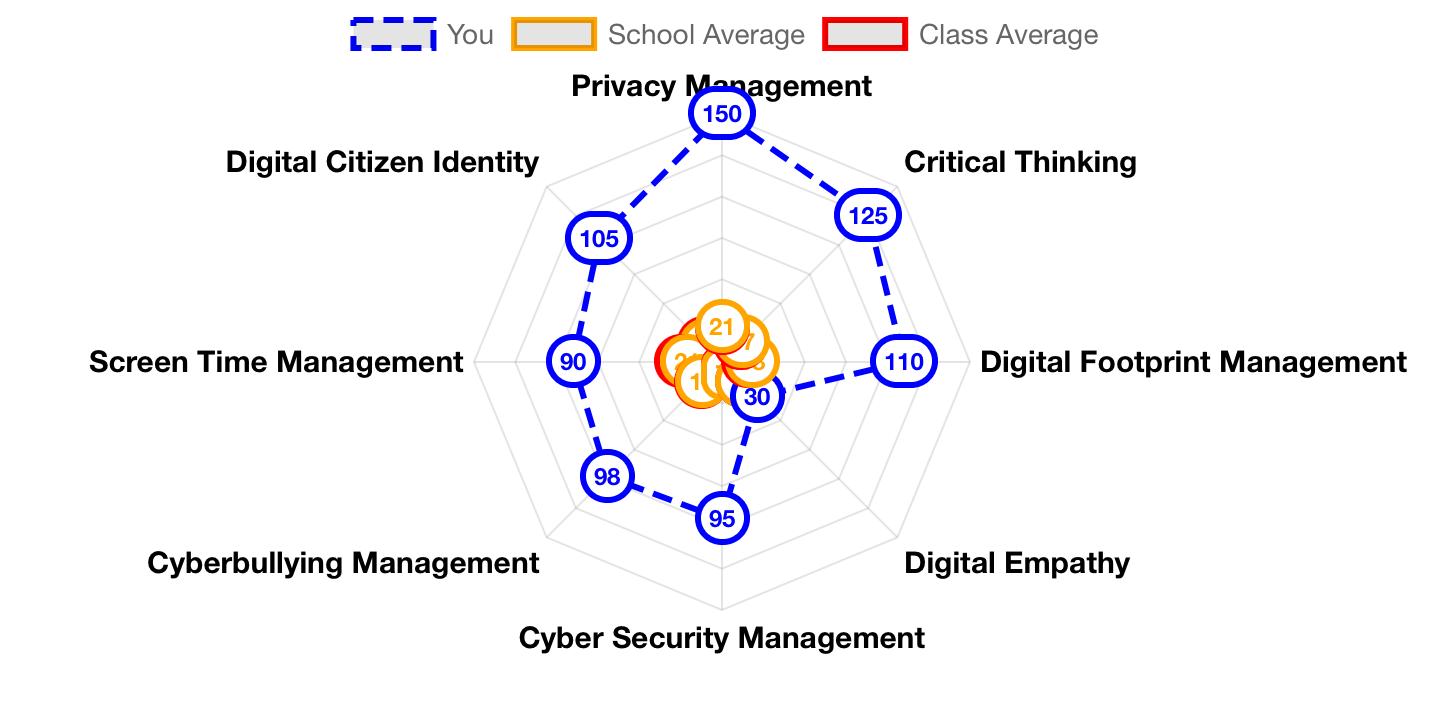 You School Average Class Average
Privacy Management
150
Digital Citizen Identity Critical Thinking
125
105
21
Screen Time Management 90 110 Digital Footprint Management
30
98
95
Cyberbullying Management Digital Empathy
Cyber Security Management